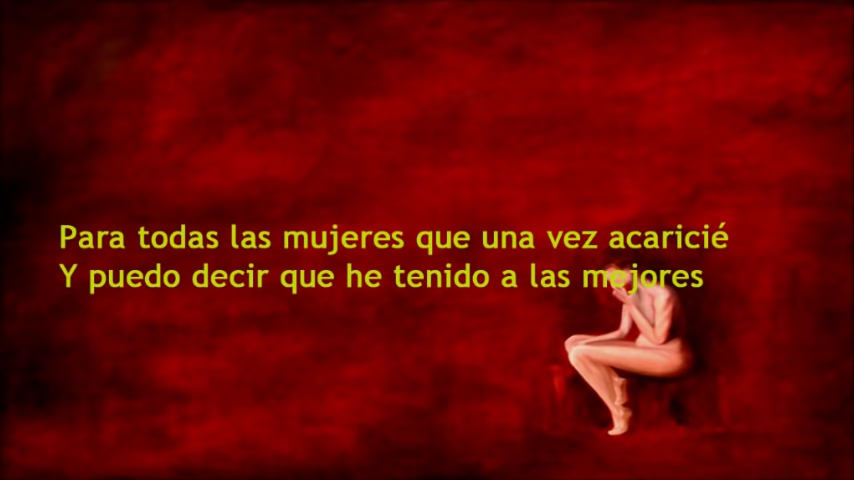 Para todas las mujeres que una vez acaricié
Y puedo decir que he tenido a las mejores